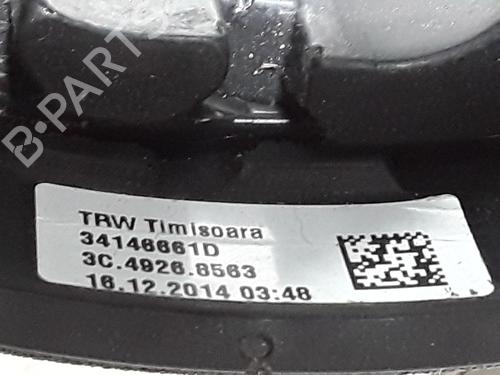 B-PARTS
TRW Timisoara
34146661D
3C.4926.8563
16.12.2014 03:48